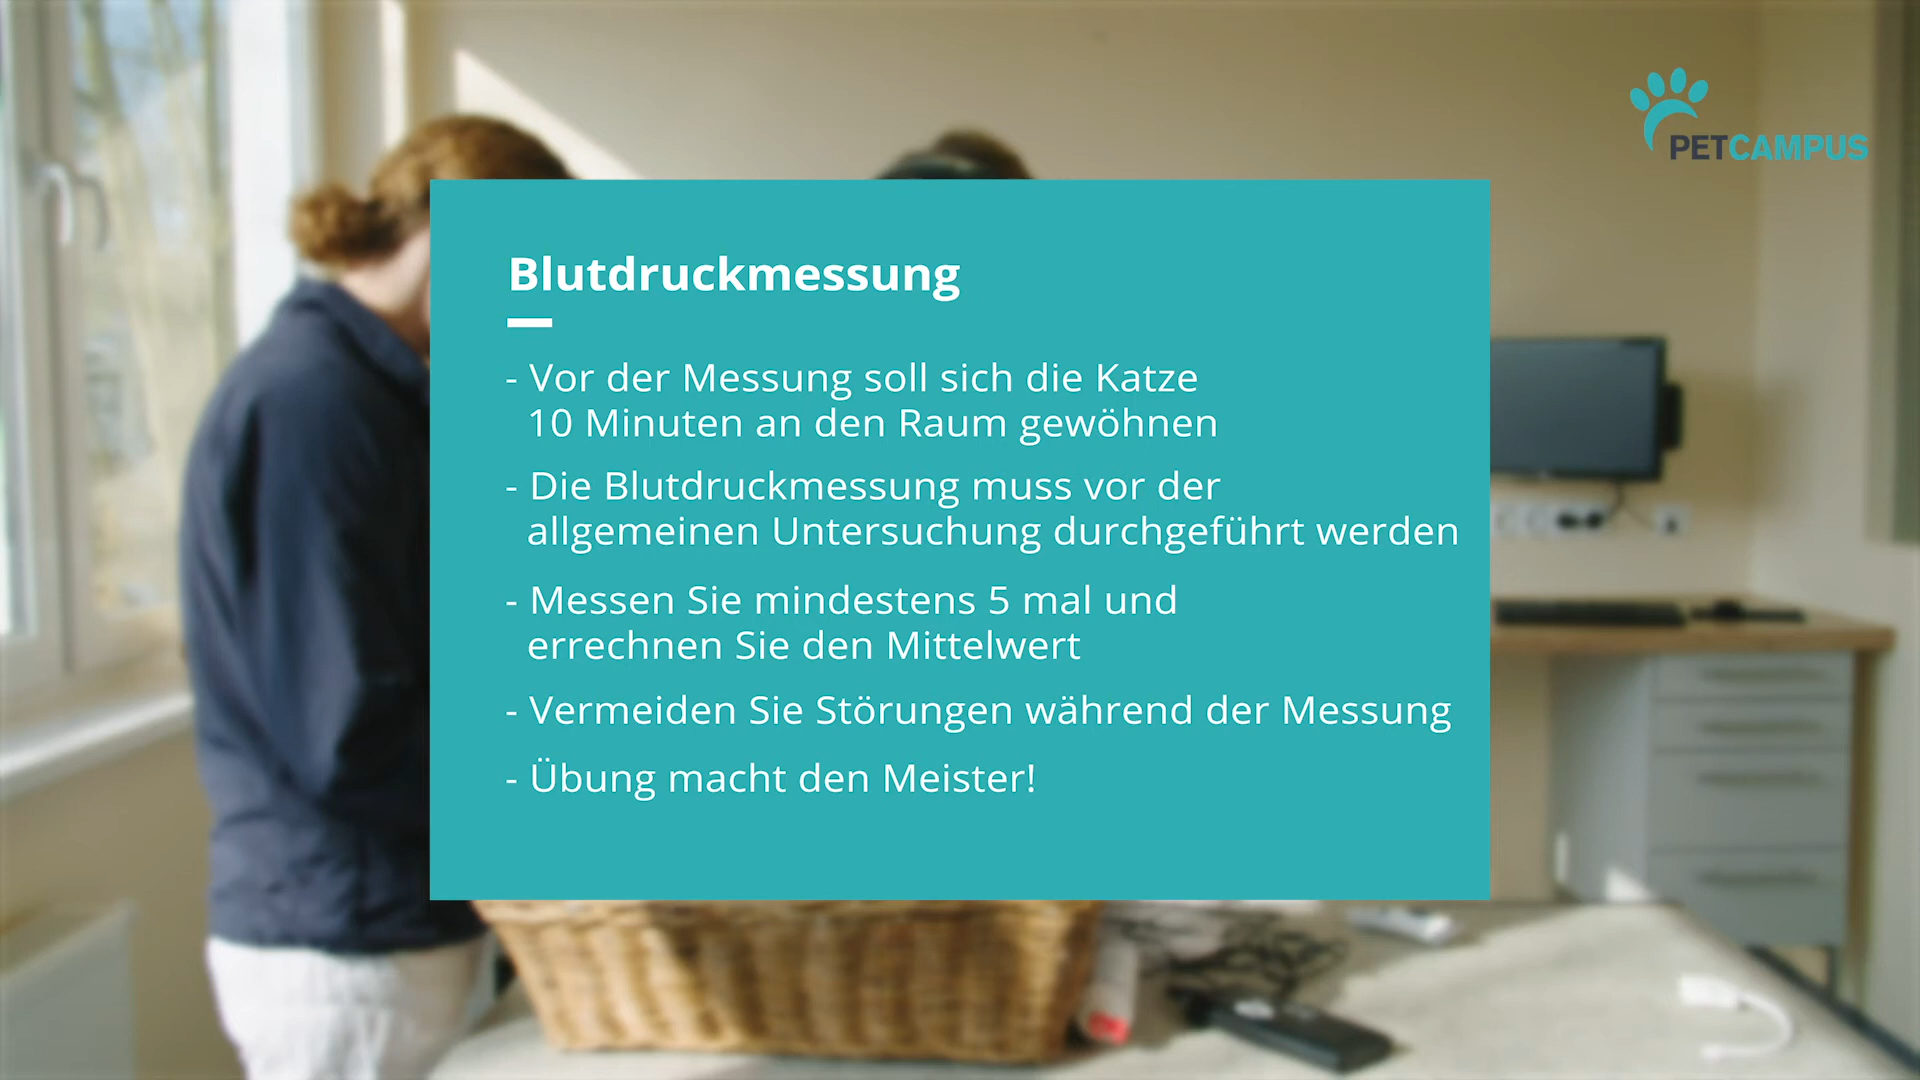 PETCAMPUS
Blutdruckmessung
- Vor der Messung soll sich die Katze
10 Minuten an den Raum gewöhnen
- Die Blutdruckmessung muss vor der
allgemeinen Untersuchung durchgeführt werden
- Messen Sie mindestens 5 mal und
errechnen Sie den Mittelwert
- Vermeiden Sie Störungen während der Messung
- Übung macht den Meister!